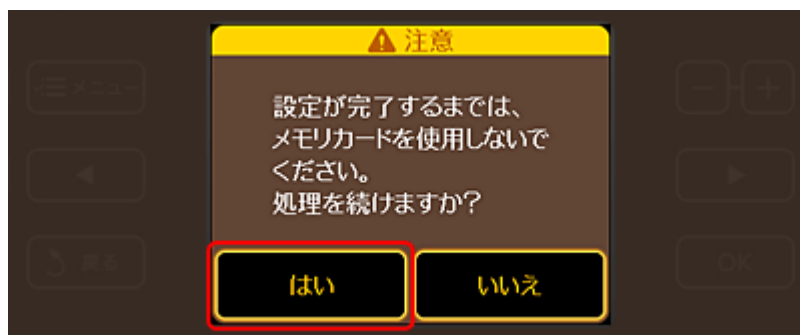 注意
メニュー
設定が完了するまでは、
メモリカードを使用しないで
ください。
処理を続けますか?
戻る
はい
いいえ
OK